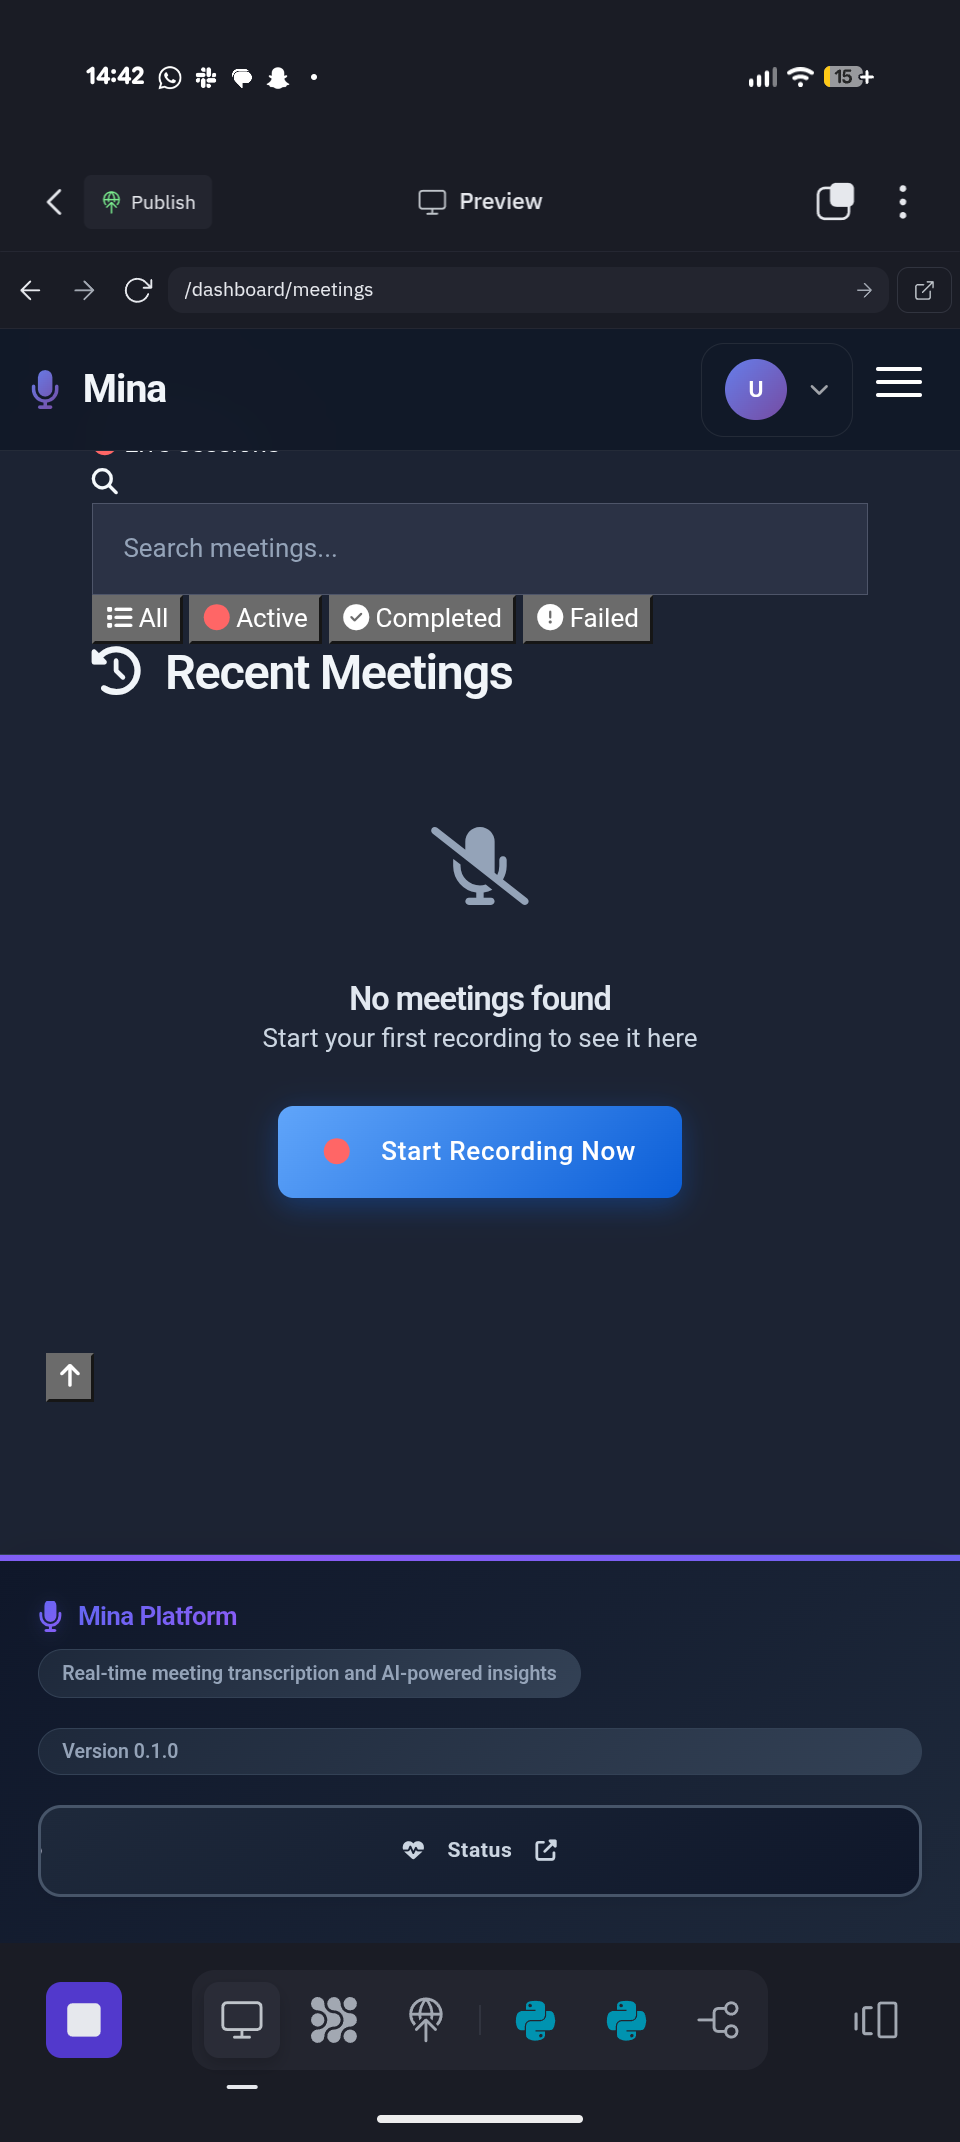 14:42
15+
Publish
Preview
/dashboard/meetings
Mina
U
Search meetings...
All
Active
Completed
Failed
Recent Meetings
No meetings found
Start your first recording to see it here
Start Recording Now
Mina Platform
Real-time meeting transcription and AI-powered insights
Version 0.1.0
Status